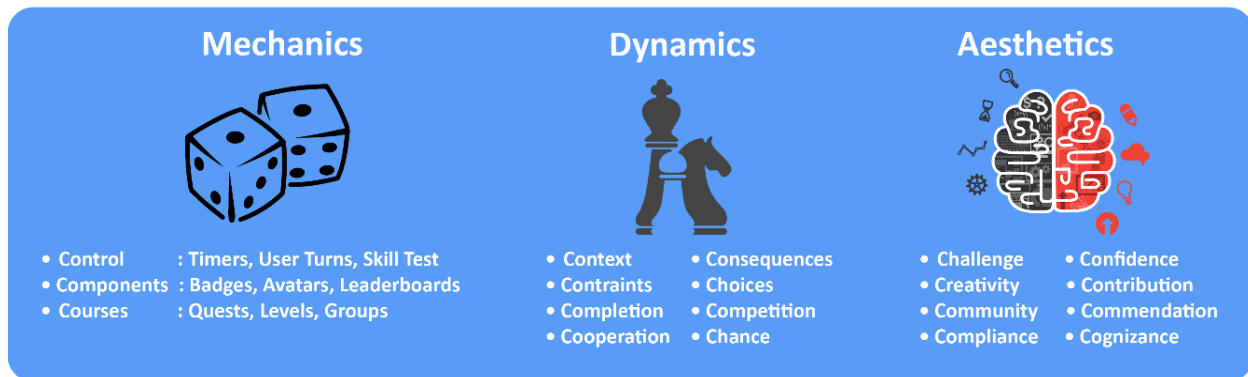 Mechanics
• Control : Timers, User Turns, Skill Test
• Components : Badges, Avatars, Leaderboards
• Courses : Quests, Levels, Groups
Dynamics
• Context • Consequences
• Contraints • Choices
• Completion • Competition
• Cooperation • Chance
Aesthetics
• Challenge • Confidence
• Creativity • Contribution
• Community • Commendation
• Compliance • Cognizance